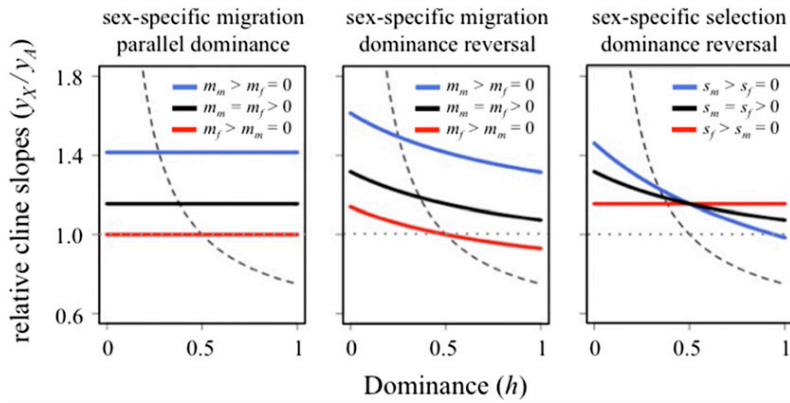 sex-specific migration
parallel dominance
sex-specific migration
dominance reversal
sex-specific selection
dominance reversal
relative cline slopes (yX/yA)
1.8
1.4
1.0
0.6
mm > mf = 0
mm = mf > 0
mf > mm = 0
mm > mf = 0
mm = mf > 0
mf > mm = 0
sm > sf = 0
sm = sf > 0
sf > sm = 0
0 0.5 1
0 0.5 1
0 0.5 1
Dominance (h)